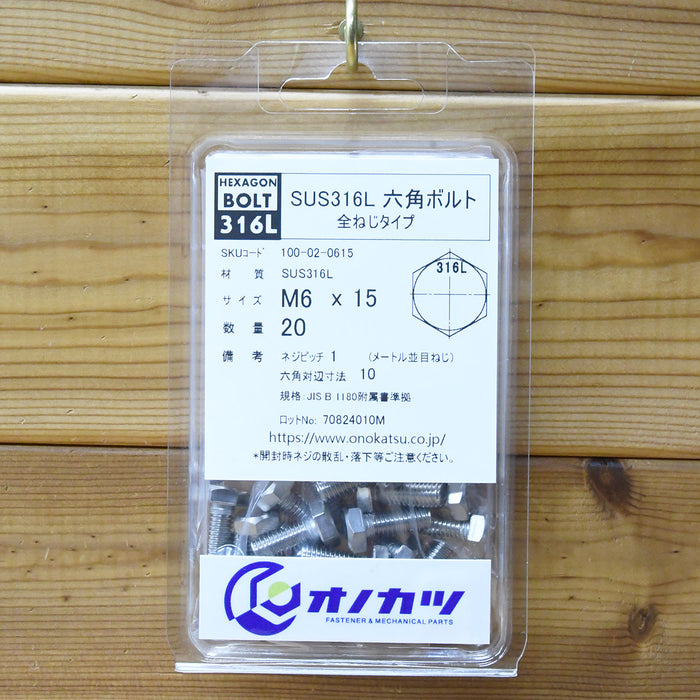 HEXAGON
BOLT
316L
SUS316L 六角ボルト
全ねじタイプ
SKUコード 100-02-0615
材質 SUS316L
サイズ M6 x 15
数量 20
備考 ネジピッチ 1 (メートル並目ねじ)
六角対辺寸法 10
規格:JIS B 1180附属書準拠
ロットNo: 70824010M
https://www.onokatsu.co.jp/
*開封時ネジの散乱・落下等ご注意ください。
316L
オノカツ
FASTENER & MECHANICAL PARTS